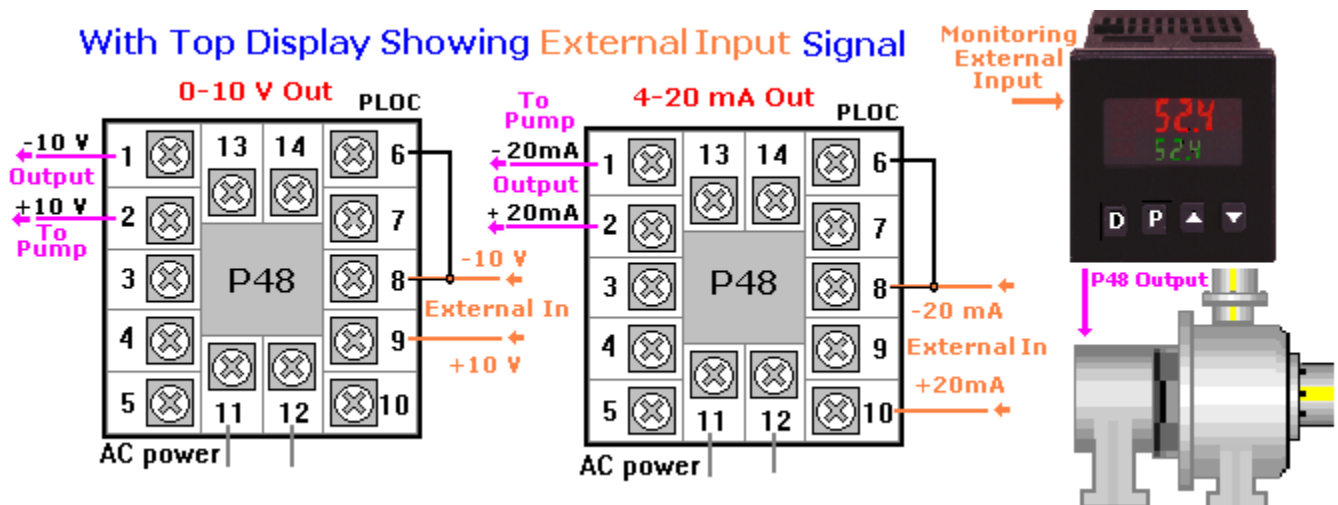 With Top Display Showing External Input Signal
0-10 V Out
PLOC
-10 V
Output
+10 V
To
Pump
1
2
3
4
5
13 14
P48
11 12
6
7
8
9
10
-10 V
External In
+10 V
AC power
4-20 mA Out
PLOC
To
Pump
- 20mA
Output
+ 20mA
1
2
3
4
5
13 14
P48
11 12
6
7
8
9
10
-20 mA
External In
+20mA
AC power
Monitoring
External
Input
52.4
52.4
D P
P48 Output